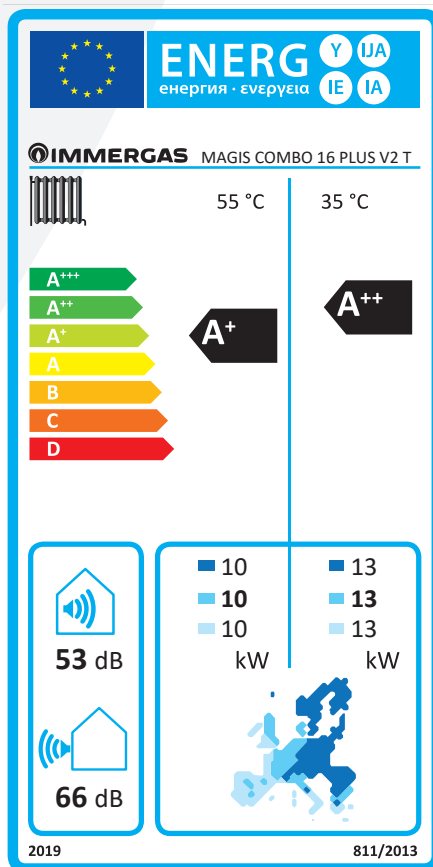 ENERG Y IJA
енергия · ενεργεια IE IA
IMMERGAS MAGIS COMBO 16 PLUS V2 T
55 °C 35 °C
A+++
A++
A+
A
B
C
D
A+
A++
10 13
10 13
10 13
kW kW
53 dB
66 dB
2019 811/2013